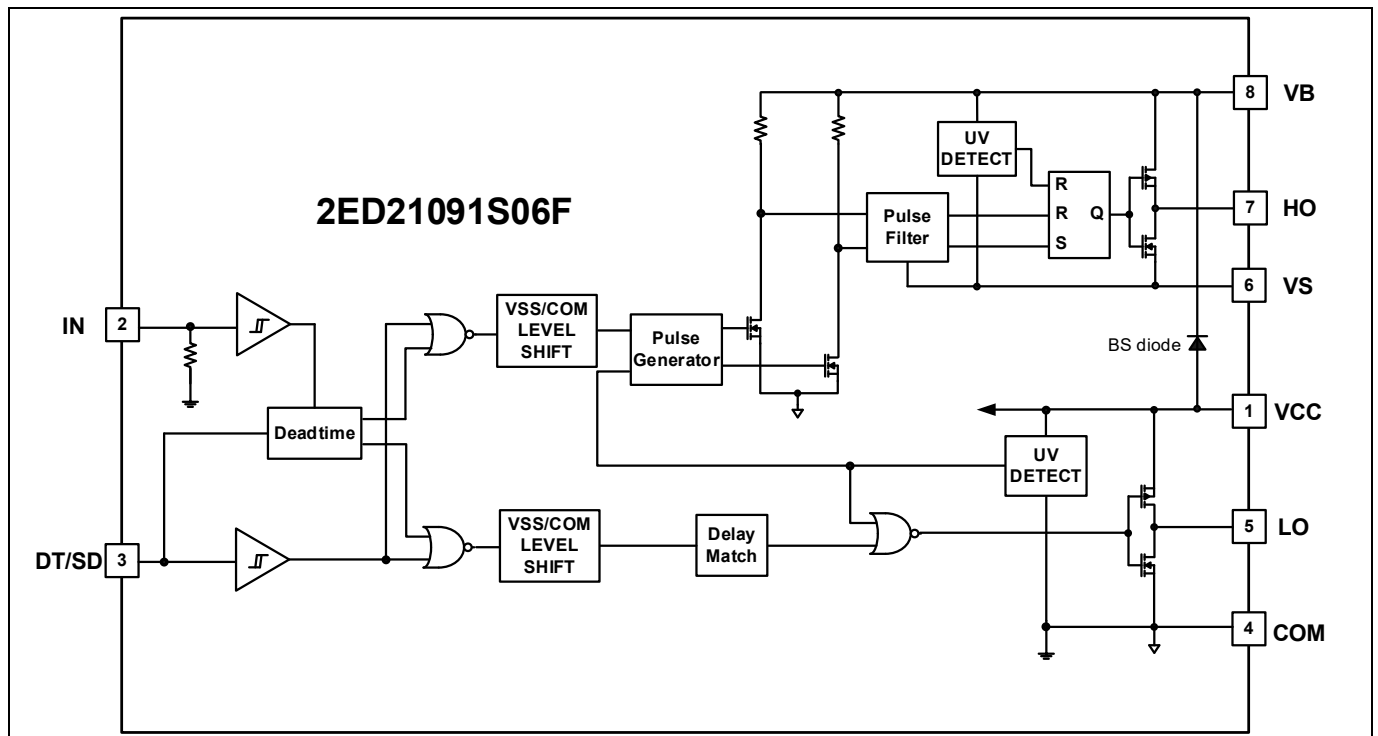 2ED21091S06F
8
VB
UV
DETECT
R
R
S
Q
7
HO
Pulse
Filter
6
VS
IN
2
VSS/COM
LEVEL
SHIFT
Pulse
Generator
BS diode
1
VCC
Deadtime
UV
DETECT
DT/SD
3
VSS/COM
LEVEL
SHIFT
Delay
Match
5
LO
4
COM